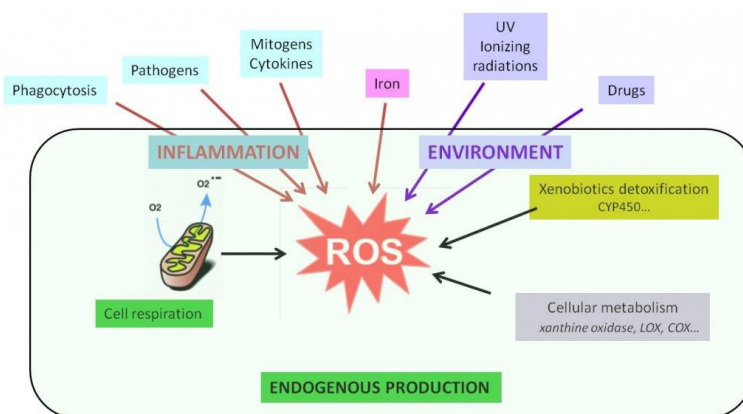 UV
Ionizing
radiations
Mitogens
Cytokines
Pathogens
Phagocytosis
Iron
Drugs
INFLAMMATION
ENVIRONMENT
O2 •−
O2
Xenobiotics detoxification
CYP450...
ROS
Cell respiration
Cellular metabolism
xanthine oxidase, LOX, COX...
ENDOGENOUS PRODUCTION